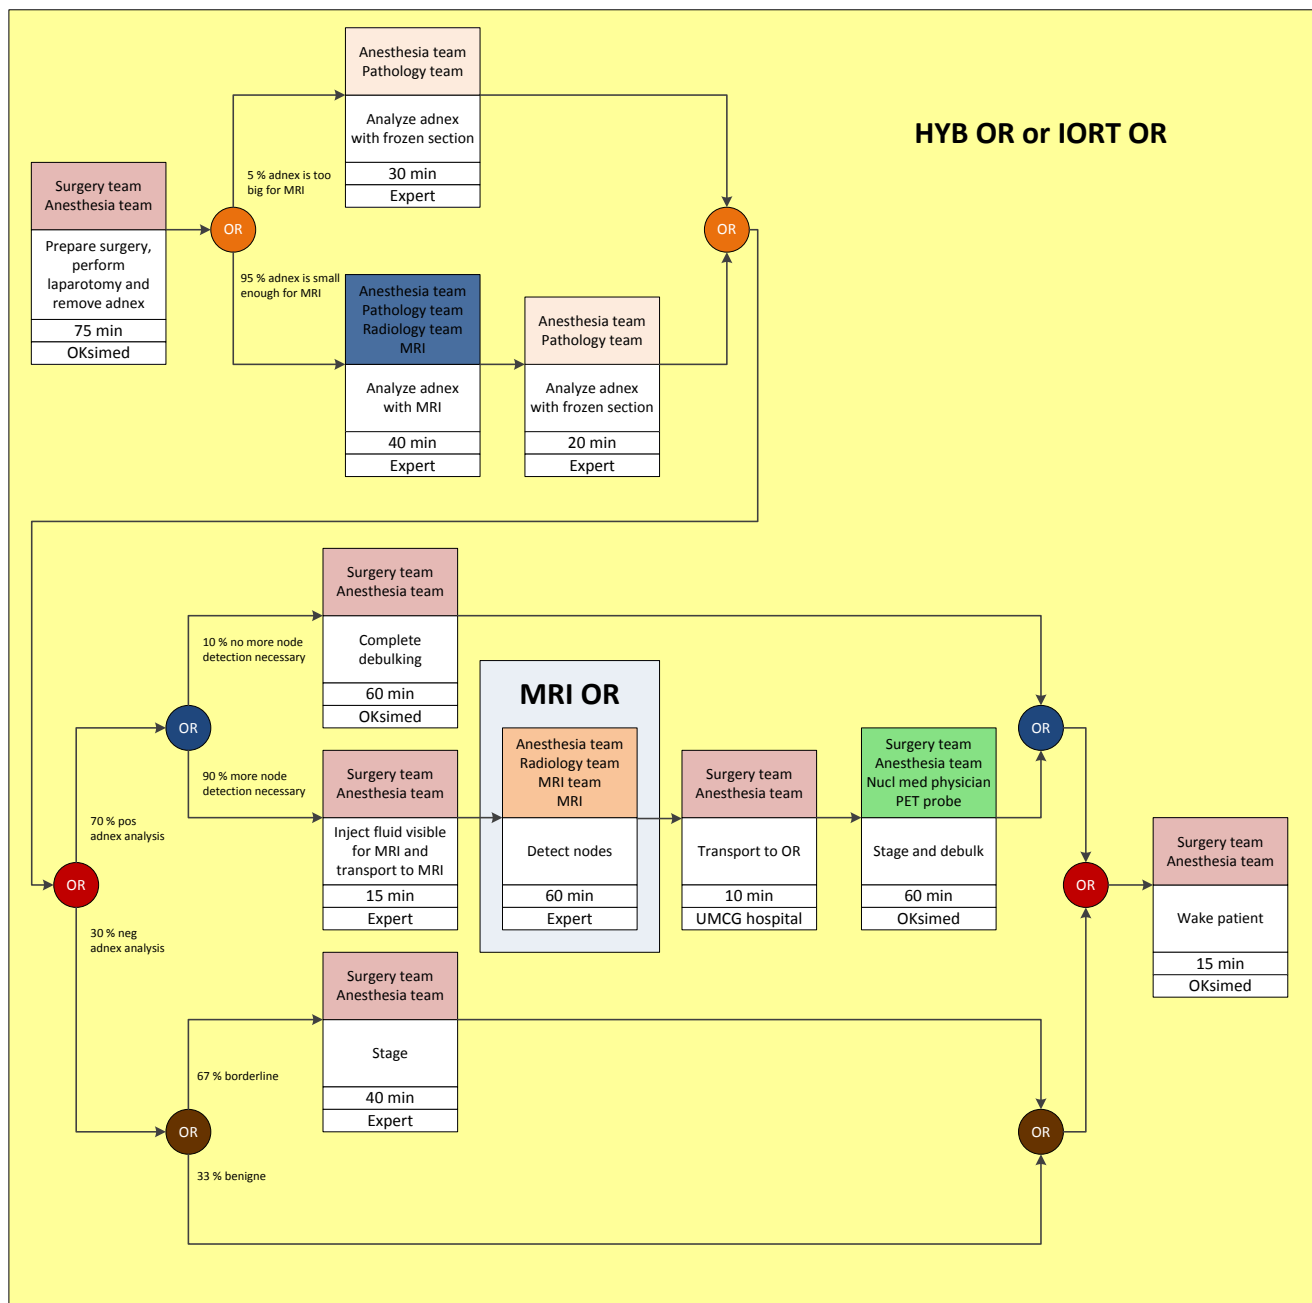 Anesthesia team
Pathology team
Analyze adnex
with frozen section
30 min
Expert
HYB OR or IORT OR
5 % adnex is too
big for MRI
Surgery team
Anesthesia team
Prepare surgery,
perform
laparotomy and
remove adnex
75 min
OKsimed
OR
OR
95 % adnex is small
enough for MRI
Anesthesia team
Pathology team
Radiology team
MRI
Analyze adnex
with MRI
40 min
Expert
Anesthesia team
Pathology team
Analyze adnex
with frozen section
20 min
Expert
Surgery team
Anesthesia team
Complete
debulking
60 min
OKsimed
10 % no more node
detection necessary
OR
90 % more node
detection necessary
Surgery team
Anesthesia team
Inject fluid visible
for MRI and
transport to MRI
15 min
Expert
MRI OR
Anesthesia team
Radiology team
MRI team
MRI
Detect nodes
60 min
Expert
Surgery team
Anesthesia team
Transport to OR
10 min
UMCG hospital
Surgery team
Anesthesia team
Nucl med physician
PET probe
Stage and debulk
60 min
OKsimed
OR
70 % pos
adnex analysis
OR
30 % neg
adnex analysis
OR
Surgery team
Anesthesia team
Wake patient
15 min
OKsimed
Surgery team
Anesthesia team
Stage
40 min
Expert
67 % borderline
OR
33 % benigne
OR